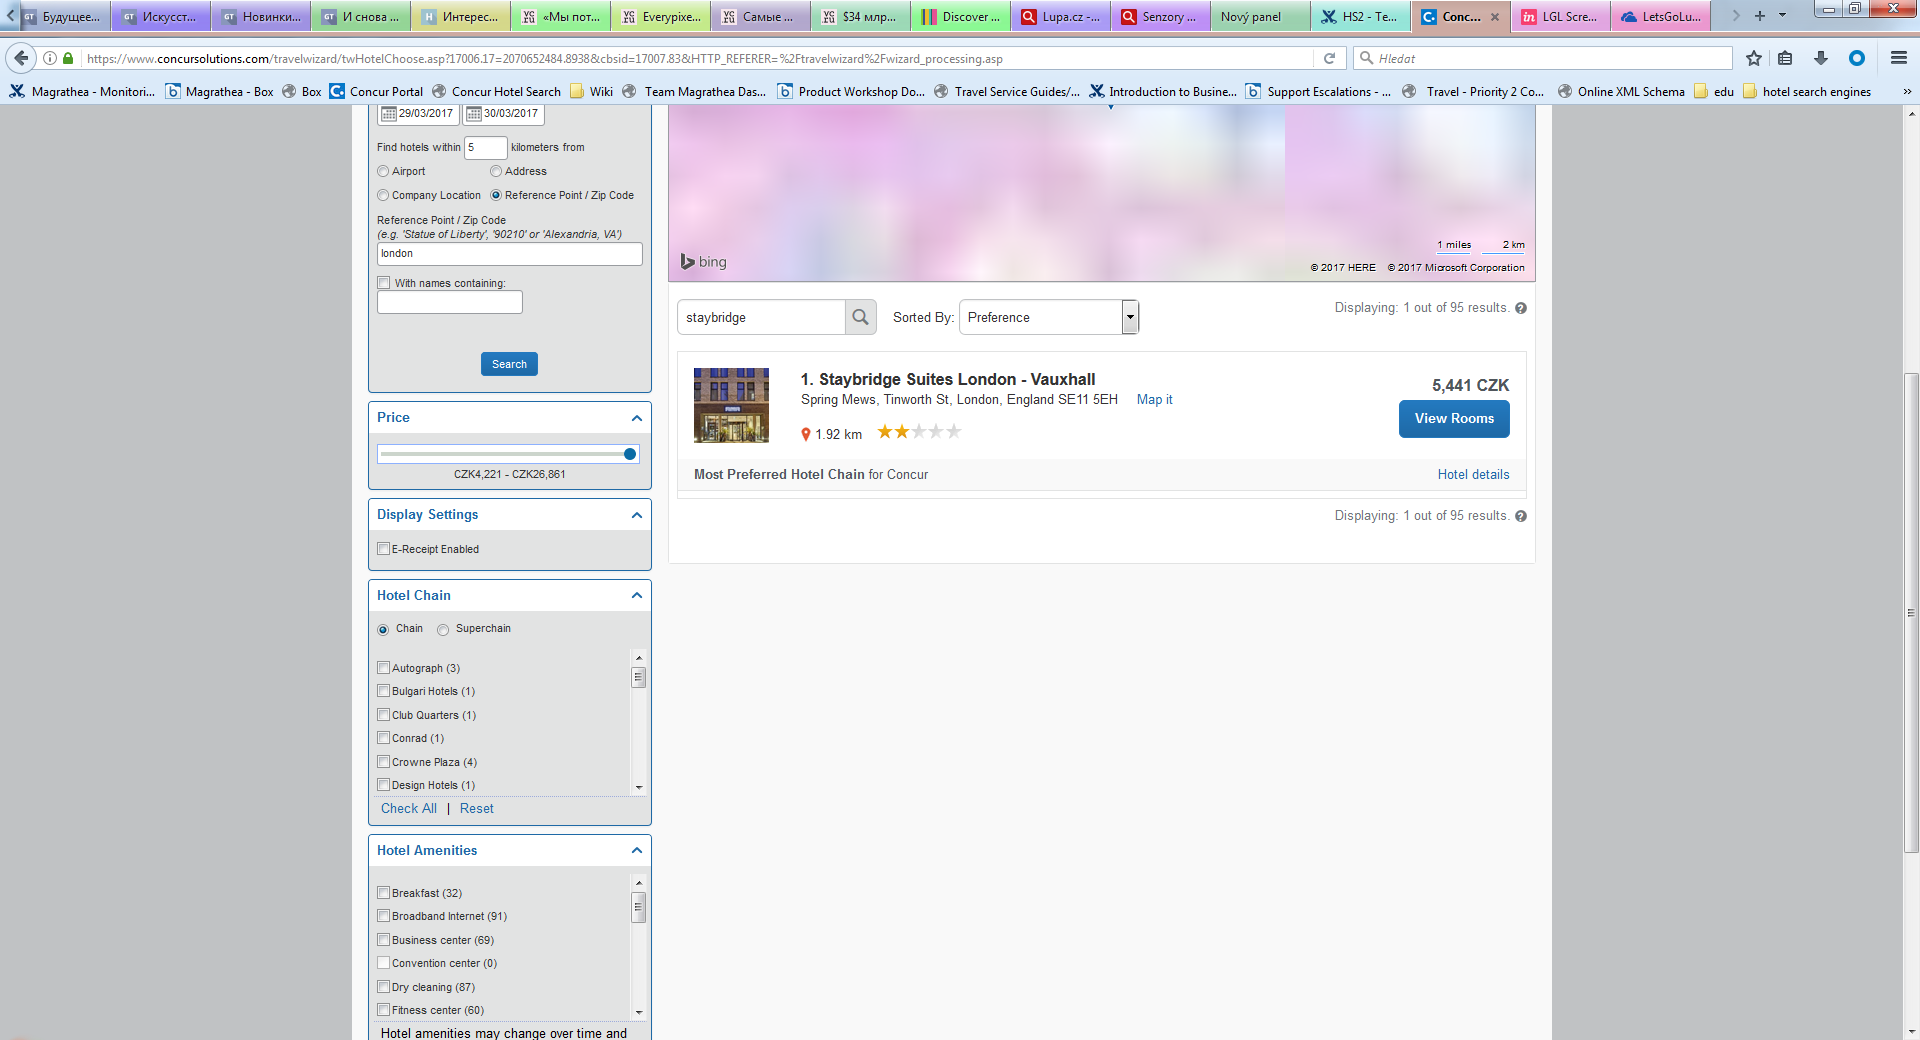 Будущее...
Искусст...
Новинки...
И снова ...
Интерес...
«Мы пот...
Everypixe...
Самые ...
$34 млр...
Discover ...
Lupa.cz -...
Senzory ...
Nový panel
HS2 - Te...
Conc...
LGL Scre...
LetsGoLu...
https://www.concursolutions.com/travelwizard/twHotelChoose.asp?17006.17=2070652484.8938&cbsid=17007.83&HTTP_REFERER=%2Ftravelwizard%2Fwizard_processing.asp
Hledat
Magrathea - Monitori...
Magrathea - Box
Box
Concur Portal
Concur Hotel Search
Wiki
Team Magrathea Das...
Product Workshop Do...
Travel Service Guides/...
Introduction to Busine...
Support Escalations - ...
Travel - Priority 2 Co...
Online XML Schema
edu
hotel search engines
29/03/2017 30/03/2017
Find hotels within 5 kilometers from
Airport Address
Company Location Reference Point / Zip Code
Reference Point / Zip Code
(e.g. 'Statue of Liberty', '90210' or 'Alexandria, VA')
london
With names containing:
Search
Price
CZK4,221 - CZK26,861
Display Settings
E-Receipt Enabled
Hotel Chain
Chain Superchain
Autograph (3)
Bulgari Hotels (1)
Club Quarters (1)
Conrad (1)
Crowne Plaza (4)
Design Hotels (1)
Check All | Reset
Hotel Amenities
Breakfast (32)
Broadband Internet (91)
Business center (69)
Convention center (0)
Dry cleaning (87)
Fitness center (60)
Hotel amenities may change over time and
bing
1 miles 2 km
© 2017 HERE © 2017 Microsoft Corporation
staybridge
Sorted By: Preference
Displaying: 1 out of 95 results.
1. Staybridge Suites London - Vauxhall
Spring Mews, Tinworth St, London, England SE11 5EH Map it
1.92 km
5,441 CZK
View Rooms
Most Preferred Hotel Chain for Concur
Hotel details
Displaying: 1 out of 95 results.